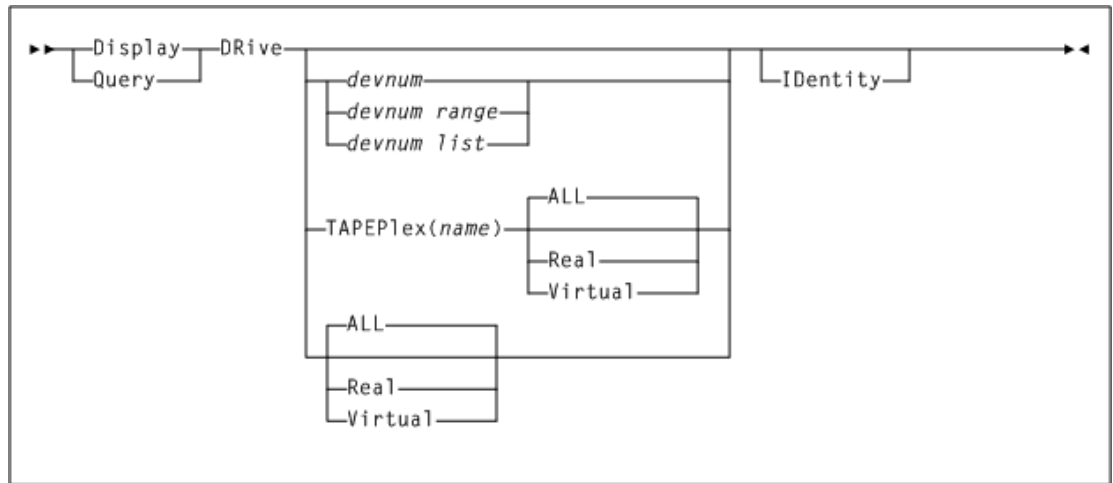 Display DRive
Query
devnum
IDentity
devnum range
devnum list
ALL
TAPEPlex(name)
Real
Virtual
ALL
Real
Virtual